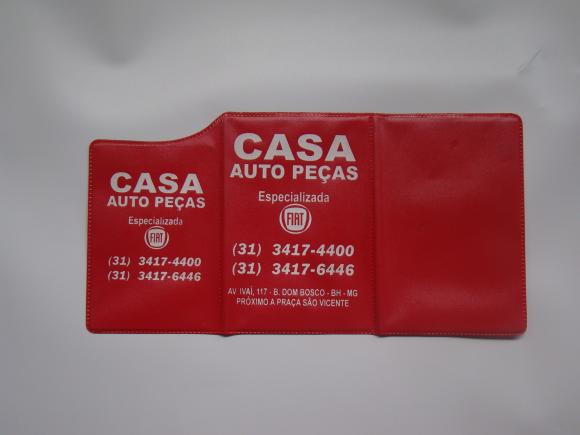 CASA
AUTO PEÇAS
Especializada
FIAT
(31) 3417-4400
(31) 3417-6446
CASA
AUTO PEÇAS
Especializada
FIAT
(31) 3417-4400
(31) 3417-6446
AV. IVAÍ, 117 - B. DOM BOSCO - BH - MG
PRÓXIMO A PRAÇA SÃO VICENTE